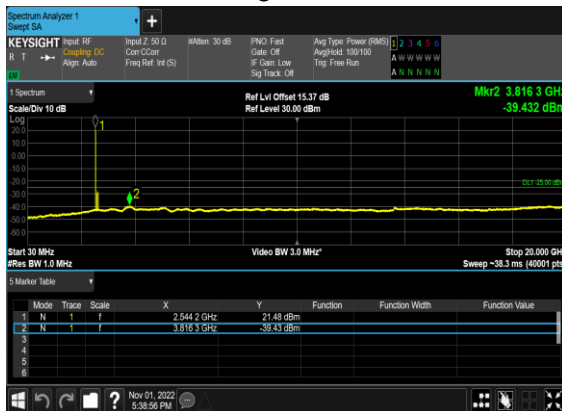 Spectrum Analyzer 1
Swept SA
KEYSIGHT Input: RF Input Z: 50 Ω #Atten: 30 dB PNO: Fast Avg Type: Power (RMS) 1 2 3 4 5 6
R T Coupling: DC Corr CCorr Gate: Off Avg|Hold: 100/100 A W W W W W
Align: Auto Freq Ref: Int (S) IF Gain: Low Trig: Free Run A N N N N N
Sig Track: Off
1 Spectrum Ref Lvl Offset 15.37 dB Mkr2 3.816 3 GHz
Scale/Div 10 dB Ref Level 30.00 dBm -39.432 dBm
Log
20.0 1
10.0
0.00
-10.0
-20.0 DL1 -25.00 dBm
-30.0
-40.0 2
-50.0
-60.0
Start 30 MHz Video BW 3.0 MHz* Stop 20.000 GHz
#Res BW 1.0 MHz Sweep ~38.3 ms (40001 pts)
5 Marker Table
Mode Trace Scale X Y Function Function Width Function Value
1 N 1 f 2.544 2 GHz 21.48 dBm
2 N 1 f 3.816 3 GHz -39.43 dBm
3
4
5
6
? Nov 01, 2022
5:38:56 PM